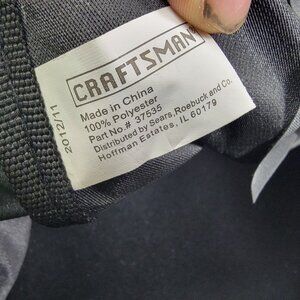 CRAFTSMAN
Made in China
100% Polyester
Part No.# 37535
Distributed by Sears, Roebuck and Co.
Hoffman Estates, IL 60179
2012/11